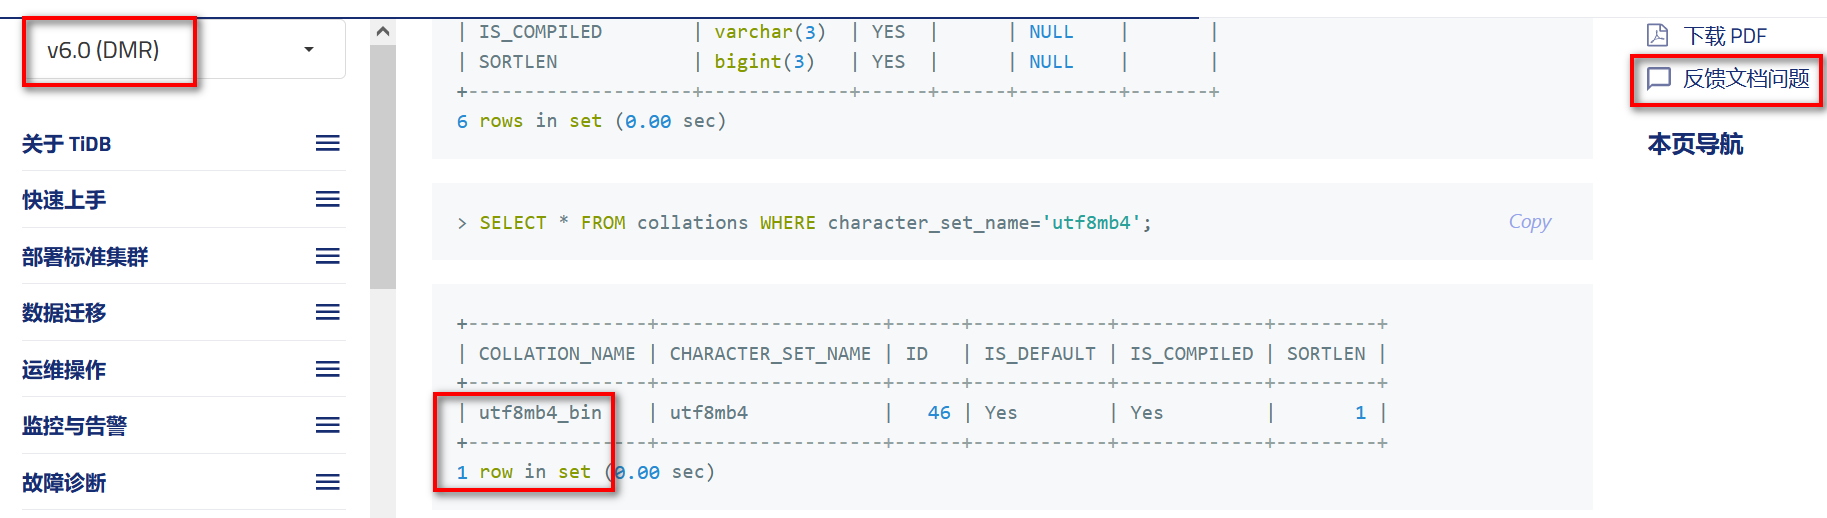 v6.0 (DMR)
关于 TiDB
快速上手
部署标准集群
数据迁移
运维操作
监控与告警
故障诊断
| IS_COMPILED        | varchar(3)  | YES  |      | NULL    |       |
| SORTLEN            | bigint(3)   | YES  |      | NULL    |       |
+--------------------+-------------+------+------+---------+-------+
6 rows in set (0.00 sec)
> SELECT * FROM collations WHERE character_set_name='utf8mb4';
Copy
+----------------+--------------------+------+------------+-------------+---------+
| COLLATION_NAME | CHARACTER_SET_NAME | ID   | IS_DEFAULT | IS_COMPILED | SORTLEN |
+----------------+--------------------+------+------------+-------------+---------+
| utf8mb4_bin    | utf8mb4            |   46 | Yes        | Yes         |       1 |
+----------------+--------------------+------+------------+-------------+---------+
1 row in set (0.00 sec)
下载 PDF
反馈文档问题
本页导航